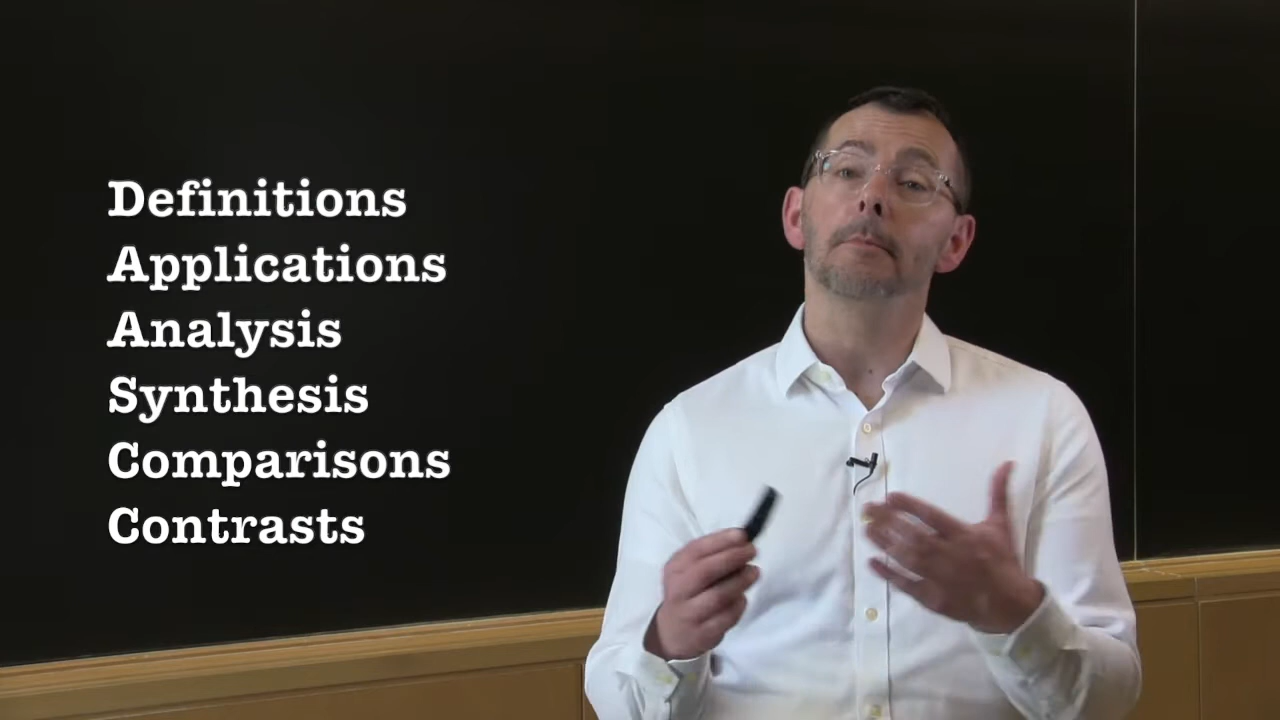 Definitions
Applications
Analysis
Synthesis
Comparisons
Contrasts